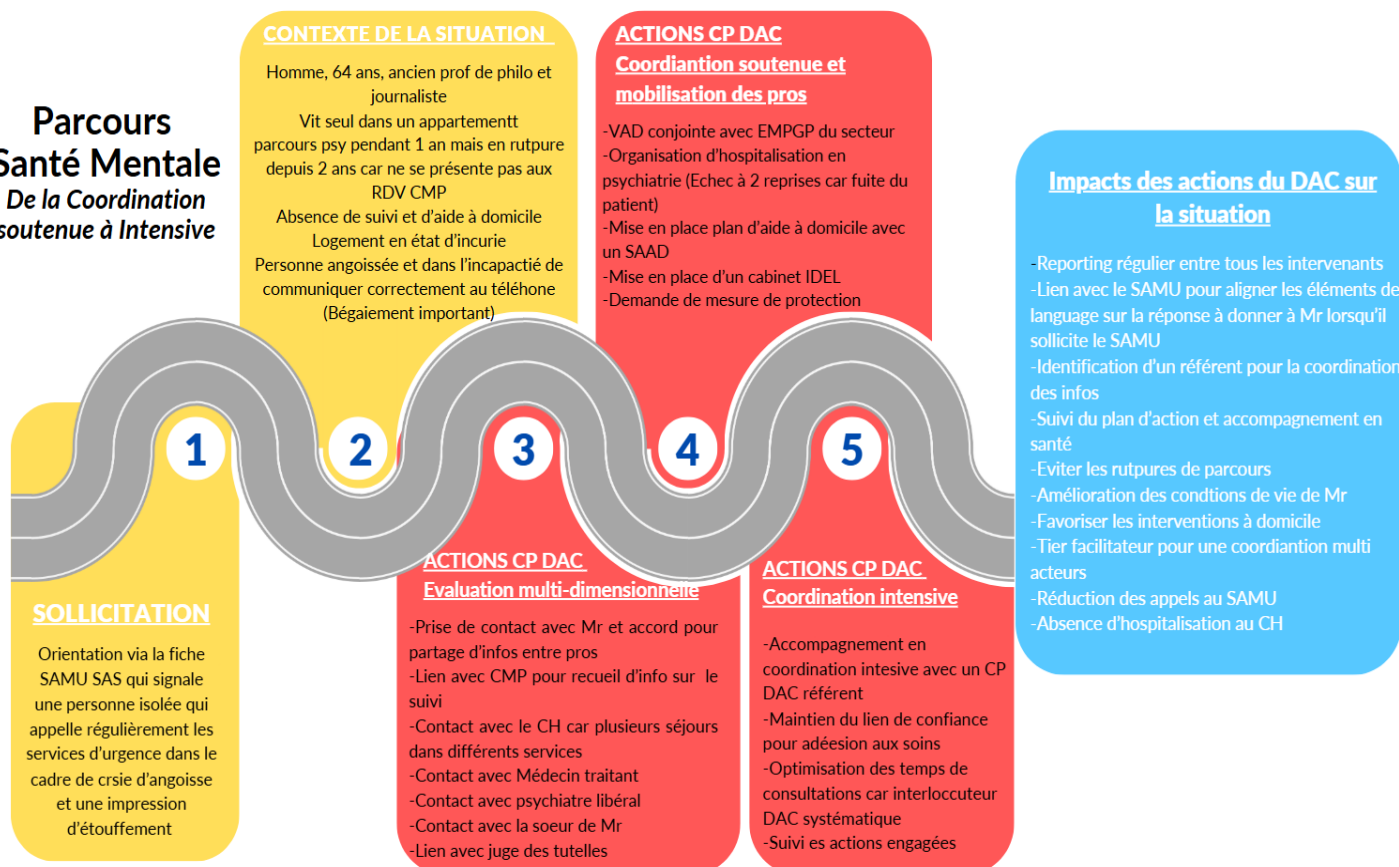 Parcours
Santé Mentale
De la Coordination
soutenue à Intensive
1
SOLLICITATION
Orientation via la fiche
SAMU SAS qui signale
une personne isolée qui
appelle régulièrement les
services d'urgence dans le
cadre de crsie d'angoisse
et une impression
d'étouffement
2
CONTEXTE DE LA SITUATION
Homme, 64 ans, ancien prof de philo et
journaliste
Vit seul dans un appartementt
parcours psy pendant 1 an mais en rutpure
depuis 2 ans car ne se présente pas aux
RDV CMP
Absence de suivi et d'aide à domicile
Logement en état d'incurie
Personne angoissée et dans l'incapactié de
communiquer correctement au téléhone
(Bégaiement important)
3
ACTIONS CP DAC
Evaluation multi-dimensionnelle
-Prise de contact avec Mr et accord pour
partage d'infos entre pros
-Lien avec CMP pour recueil d'info sur le
suivi
-Contact avec le CH car plusieurs séjours
dans différents services
-Contact avec Médecin traitant
-Contact avec psychiatre libéral
-Contact avec la soeur de Mr
-Lien avec juge des tutelles
4
ACTIONS CP DAC
Coordiantion soutenue et
mobilisation des pros
-VAD conjointe avec EMPGP du secteur
-Organisation d'hospitalisation en
psychiatrie (Echec à 2 reprises car fuite du
patient)
-Mise en place plan d'aide à domicile avec
un SAAD
-Mise en place d'un cabinet IDEL
-Demande de mesure de protection
5
ACTIONS CP DAC
Coordination intensive
-Accompagnement en
coordination intesive avec un CP
DAC référent
-Maintien du lien de confiance
pour adéesion aux soins
-Optimisation des temps de
consultations car interloccuteur
DAC systématique
-Suivi es actions engagées
Impacts des actions du DAC sur
la situation
-Reporting régulier entre tous les intervenants
-Lien avec le SAMU pour aligner les éléments de
language sur la réponse à donner à Mr lorsqu'il
sollicite le SAMU
-Identification d'un référent pour la coordination
des infos
-Suivi du plan d'action et accompagnement en
santé
-Eviter les rutpures de parcours
-Amélioration des condtions de vie de Mr
-Favoriser les interventions à domicile
-Tier facilitateur pour une coordiantion multi
acteurs
-Réduction des appels au SAMU
-Absence d'hospitalisation au CH